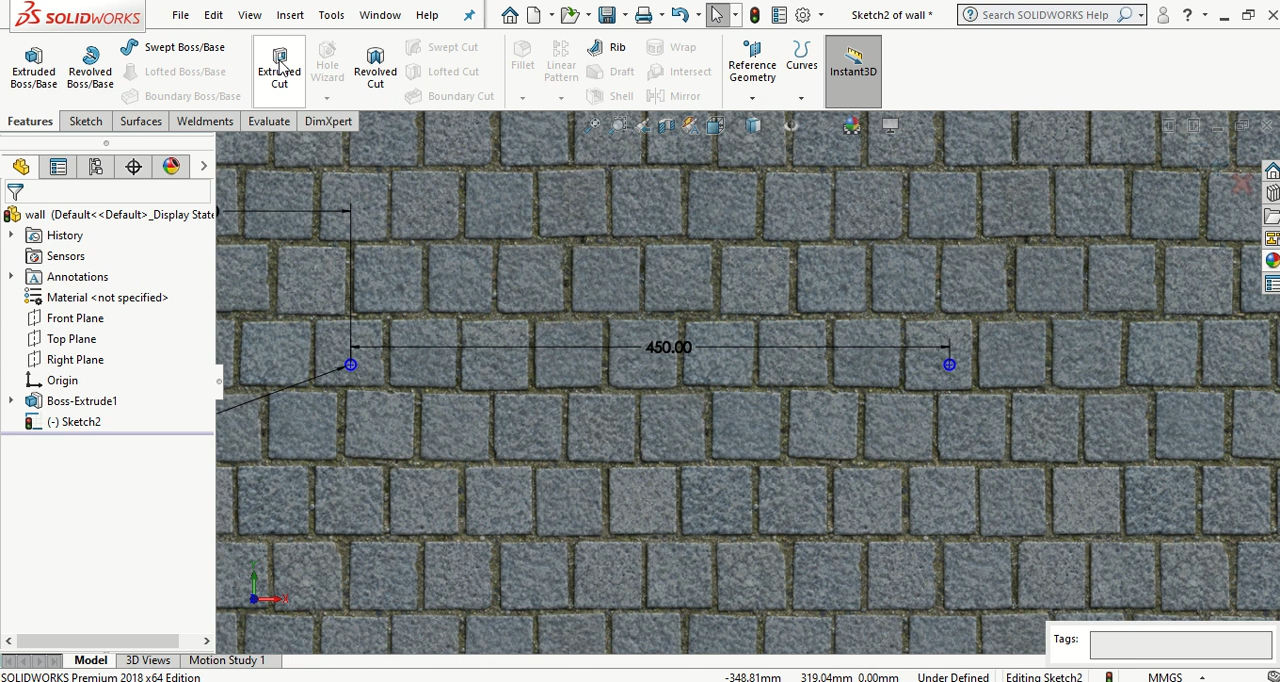 SOLIDWORKS File Edit View Insert Tools Window Help Sketch2 of wall * Search SOLIDWORKS Help ?
Extruded Boss/Base
Revolved Boss/Base
Swept Boss/Base
Lofted Boss/Base
Boundary Boss/Base
Extruded Cut
Hole Wizard
Revolved Cut
Swept Cut
Lofted Cut
Boundary Cut
Fillet
Linear Pattern
Rib
Draft
Shell
Wrap
Intersect
Mirror
Reference Geometry
Curves
Instant3D
Features Sketch Surfaces Weldments Evaluate DimXpert
wall (Default<<Default>_Display State
History
Sensors
Annotations
Material <not specified>
Front Plane
Top Plane
Right Plane
Origin
Boss-Extrude1
(-) Sketch2
450.00
Tags:
Model 3D Views Motion Study 1
SOLIDWORKS Premium 2018 x64 Edition -348.81mm 319.04mm 0.00mm Under Defined Editing Sketch2 MMGS